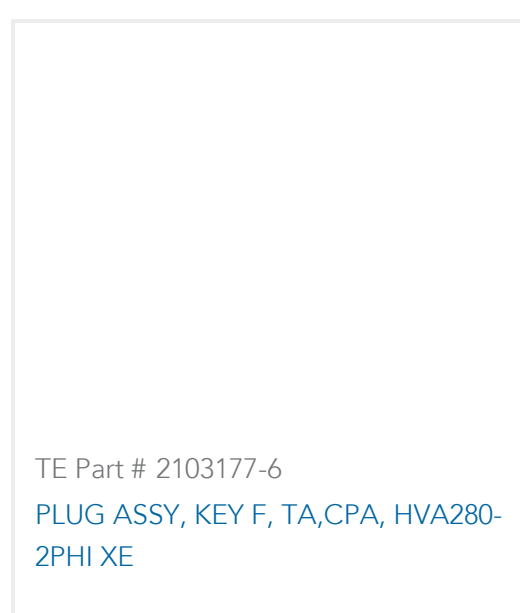 TE Part # 2103177-6
PLUG ASSY, KEY F, TA,CPA, HVA280-
2PHI XE